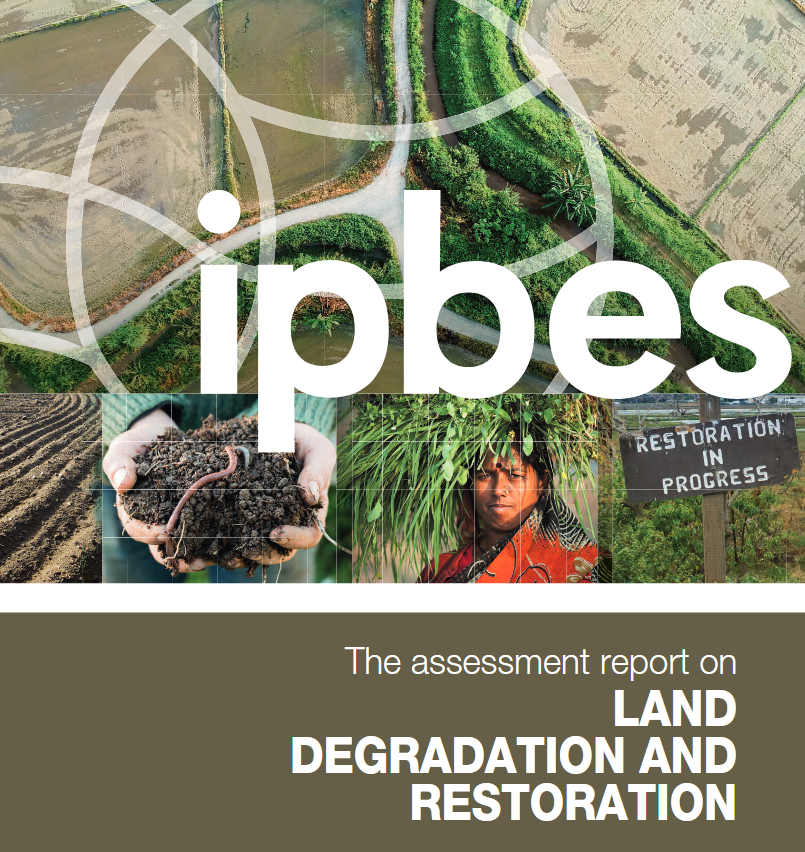 ipbes
RESTORATION
IN
PROGRESS
The assessment report on
LAND
DEGRADATION AND
RESTORATION